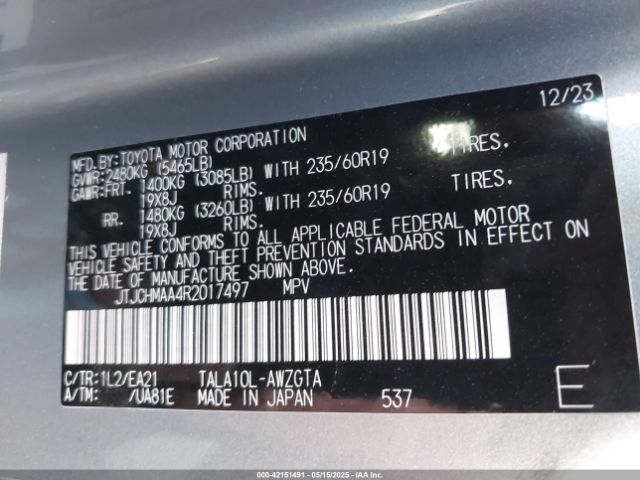 12/23
MFD.BY:TOYOTA MOTOR CORPORATION
GVWR:2480KG (5465LB)
GAWR:FRT. 1400KG (3085LB) WITH 235/60R19 TIRES,
19X8J RIMS.
RR. 1480KG (3260LB) WITH 235/60R19 TIRES,
19X8J RIMS.
THIS VEHICLE CONFORMS TO ALL APPLICABLE FEDERAL MOTOR
VEHICLE SAFETY AND THEFT PREVENTION STANDARDS IN EFFECT ON
THE DATE OF MANUFACTURE SHOWN ABOVE.
JTJCHMAA4R2017497 MPV
C/TR:1L2/EA21 TALA10L-AWZGTA
A/TM: /UA81E MADE IN JAPAN 537 E
000-42151491 - 05/15/2025 - IAA Inc. Copyright